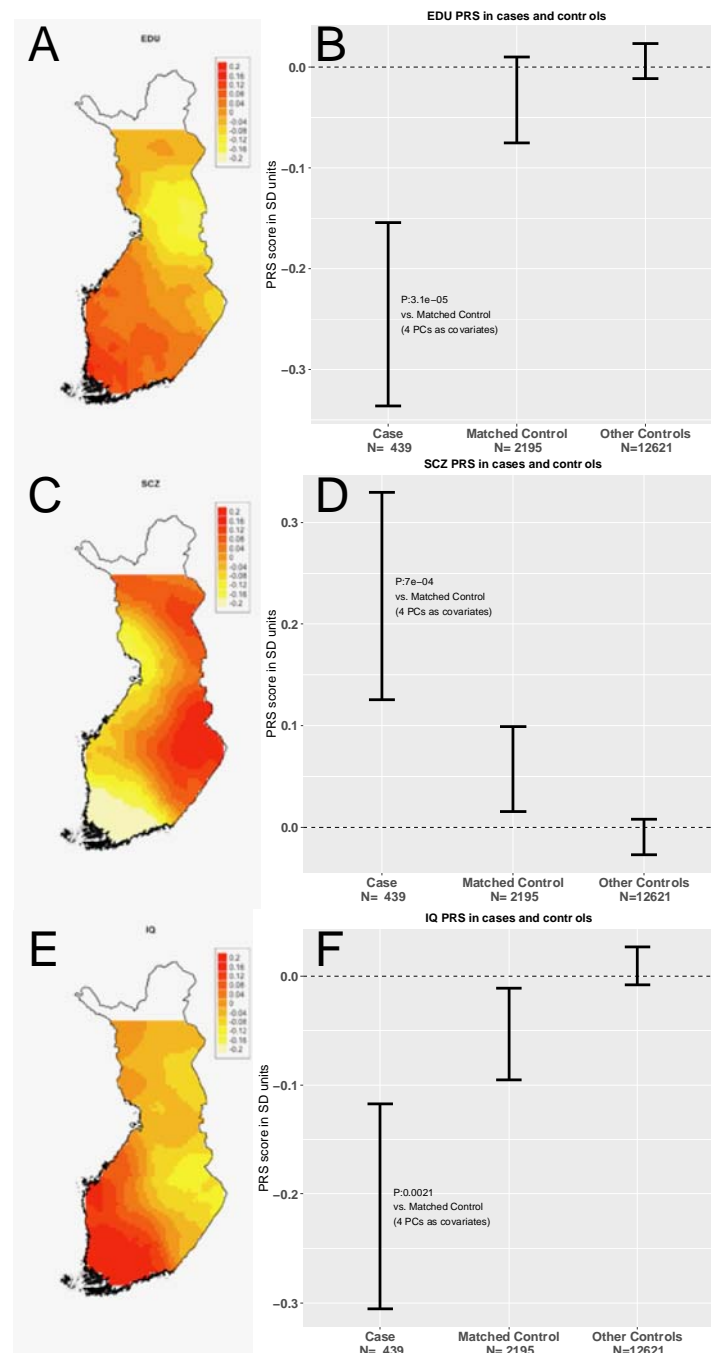 A
EDU
0.2
0.16
0.12
0.08
0.04
0
-0.04
-0.08
-0.12
-0.16
-0.2
B
EDU PRS in cases and controls
PRS score in SD units
0.0
−0.1
−0.2
−0.3
P:3.1e−05
vs. Matched Control
(4 PCs as covariates)
Case
N= 439
Matched Control
N= 2195
Other Controls
N=12621
C
SCZ
0.2
0.16
0.12
0.08
0.04
0
-0.04
-0.08
-0.12
-0.16
-0.2
D
SCZ PRS in cases and controls
PRS score in SD units
0.3
0.2
0.1
0.0
P:7e−04
vs. Matched Control
(4 PCs as covariates)
Case
N= 439
Matched Control
N= 2195
Other Controls
N=12621
E
IQ
0.2
0.16
0.12
0.08
0.04
0
-0.04
-0.08
-0.12
-0.16
-0.2
F
IQ PRS in cases and controls
PRS score in SD units
0.0
−0.1
−0.2
−0.3
P:0.0021
vs. Matched Control
(4 PCs as covariates)
Case
N= 439
Matched Control
N= 2195
Other Controls
N=12621